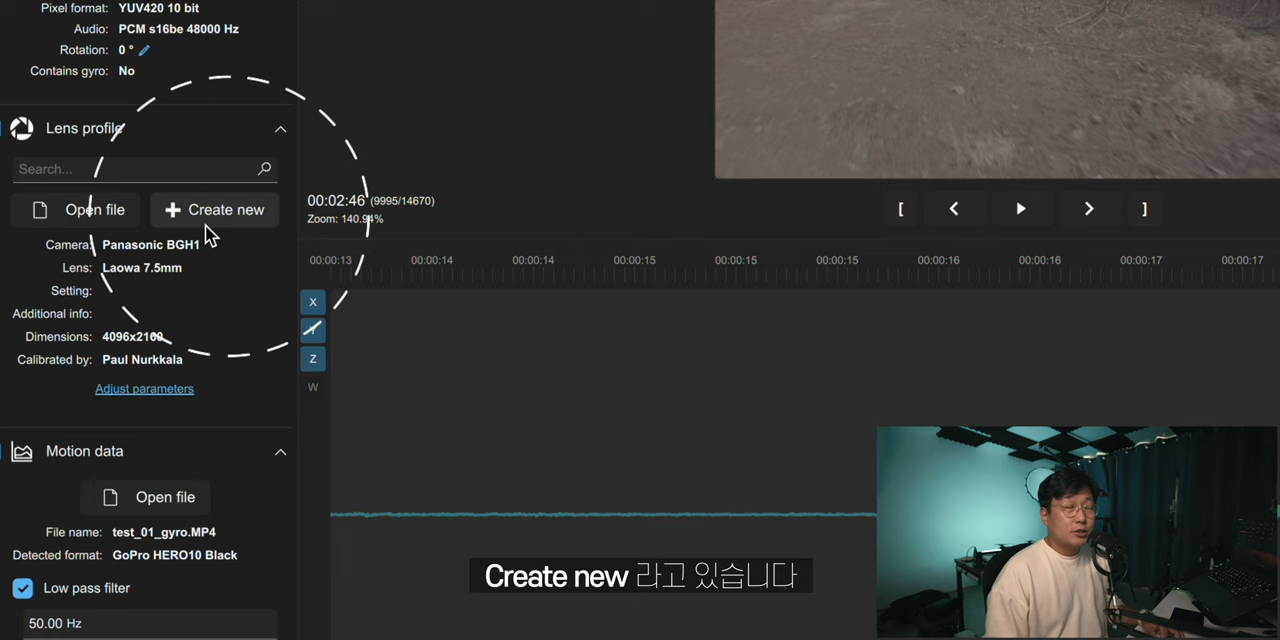 Pixel format: YUV420 10 bit
Audio: PCM s16be 48000 Hz
Rotation: 0 °
Contains gyro: No
Lens profile
Search...
Open file
Create new
Camera: Panasonic BGH1
Lens: Laowa 7.5mm
Setting:
Additional info:
Dimensions: 4096x2160
Calibrated by: Paul Nurkkala
Adjust parameters
Motion data
Open file
File name: test_01_gyro.MP4
Detected format: GoPro HERO10 Black
Low pass filter
50.00 Hz
00:02:46 (9995/14670)
Zoom: 140.94%
[ ]
00:00:13 00:00:14 00:00:14 00:00:15 00:00:15 00:00:15 00:00:16 00:00:16 00:00:17 00:00:17
X
Y
Z
W
Create new 라고 있습니다